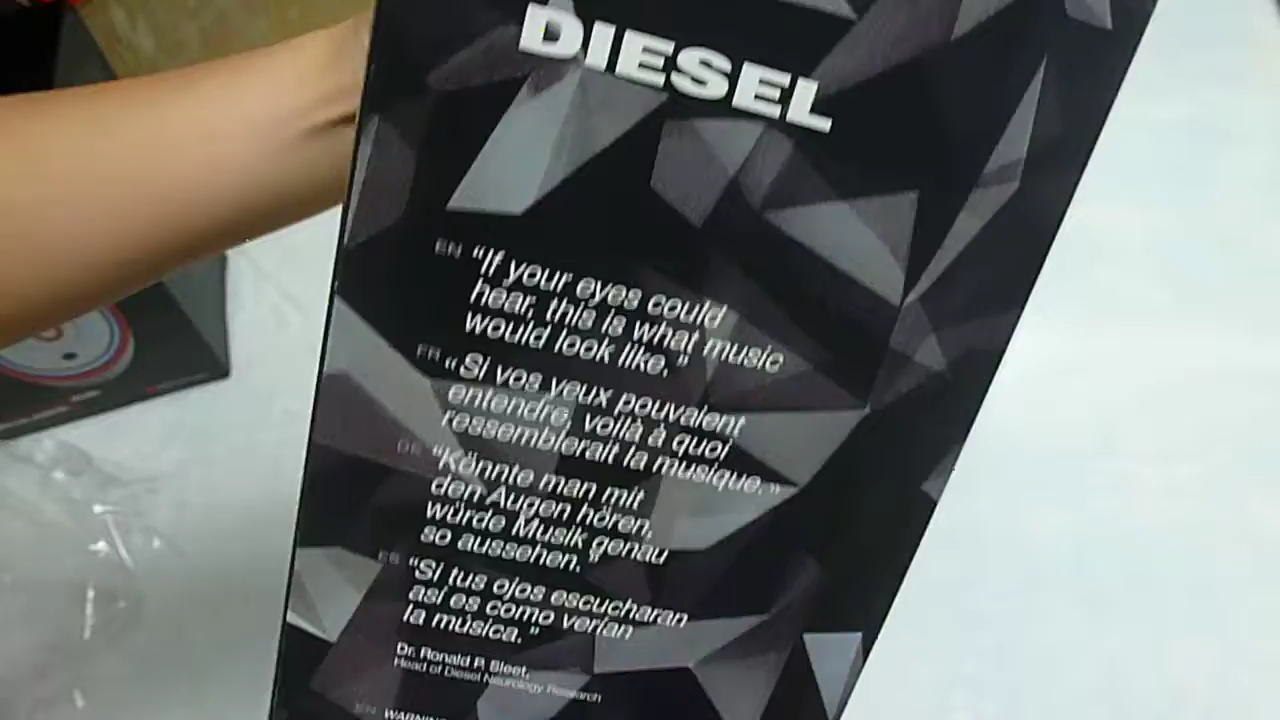 DIESEL
EN "If your eyes could
hear, this is what music
would look like."
FR «Si vos yeux pouvaient
entendre, voilà à quoi
ressemblerait la musique.»
DE "Könnte man mit
den Augen hören,
würde Musik genau
so aussehen."
ES "Si tus ojos escucharan
así es como verían
la música."
Dr. Ronald P. Bleet,
Head of Diesel Neurology Research
EN WARNING